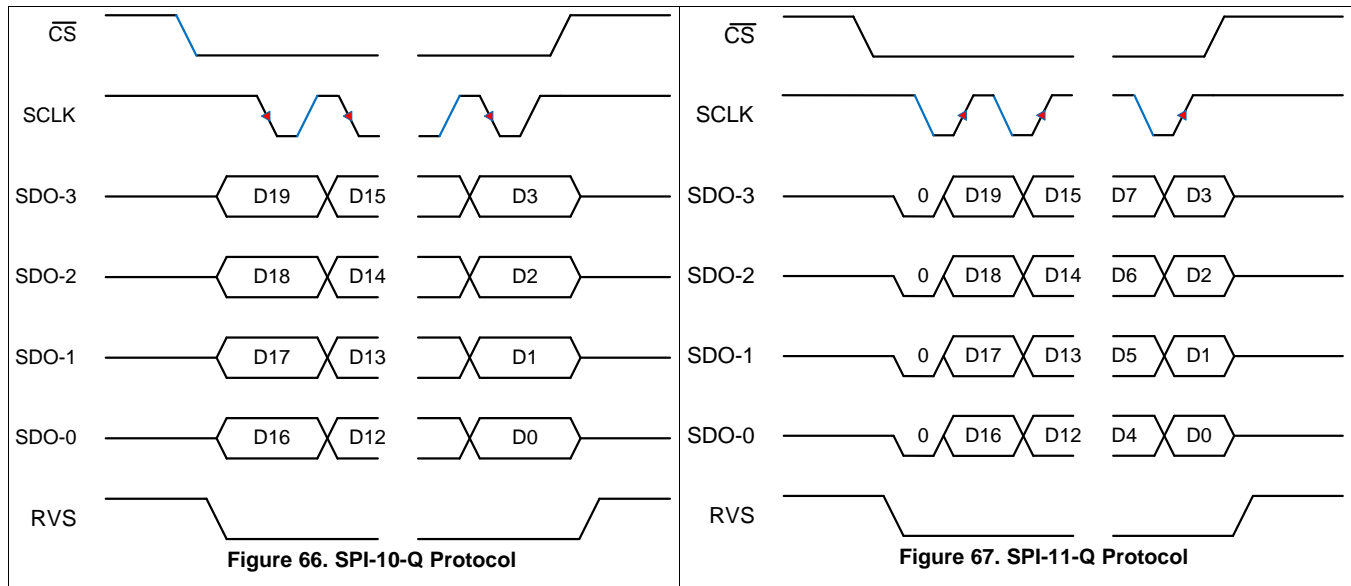 CS
SCLK
SDO-3 D19 D15 D3
SDO-2 D18 D14 D2
SDO-1 D17 D13 D1
SDO-0 D16 D12 D0
RVS
Figure 66. SPI-10-Q Protocol
CS
SCLK
SDO-3 0 D19 D15 D7 D3
SDO-2 0 D18 D14 D6 D2
SDO-1 0 D17 D13 D5 D1
SDO-0 0 D16 D12 D4 D0
RVS
Figure 67. SPI-11-Q Protocol